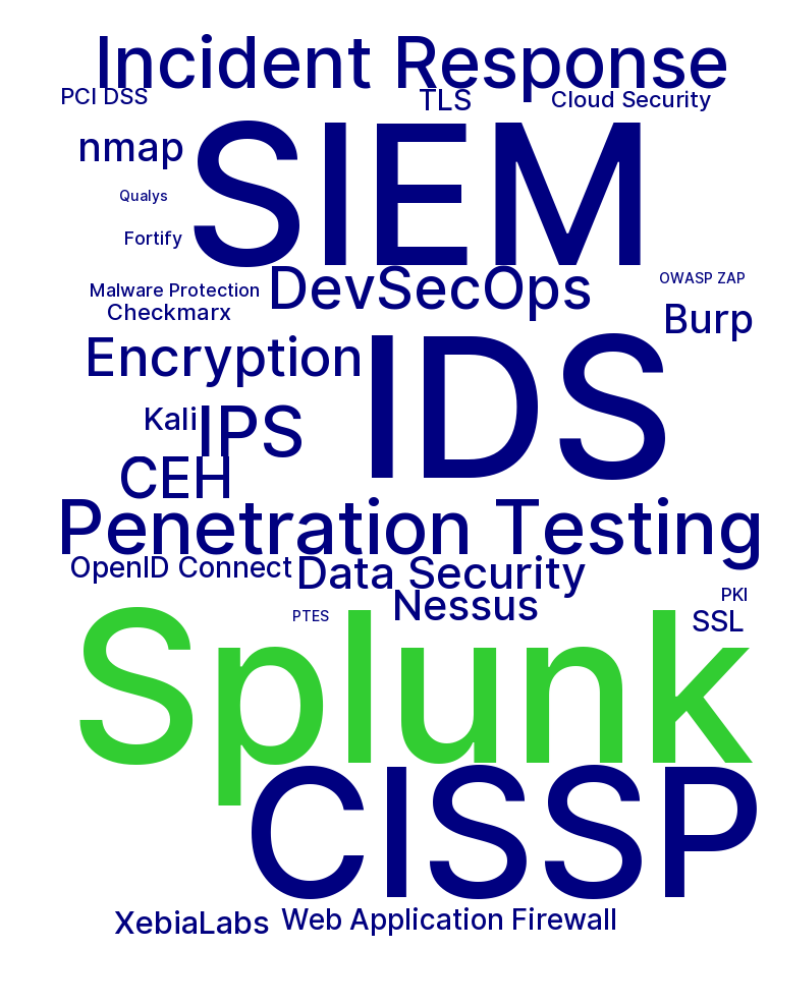 Incident Response
PCI DSS
TLS
Cloud Security
nmap
SIEM
Qualys
Fortify
DevSecOps
OWASP ZAP
Malware Protection
Checkmarx
Burp
Encryption
IDS
Kali
IPS
CEH
Penetration Testing
OpenID Connect
Data Security
Nessus
PKI
PTES
SSL
Splunk
CISSP
XebiaLabs
Web Application Firewall